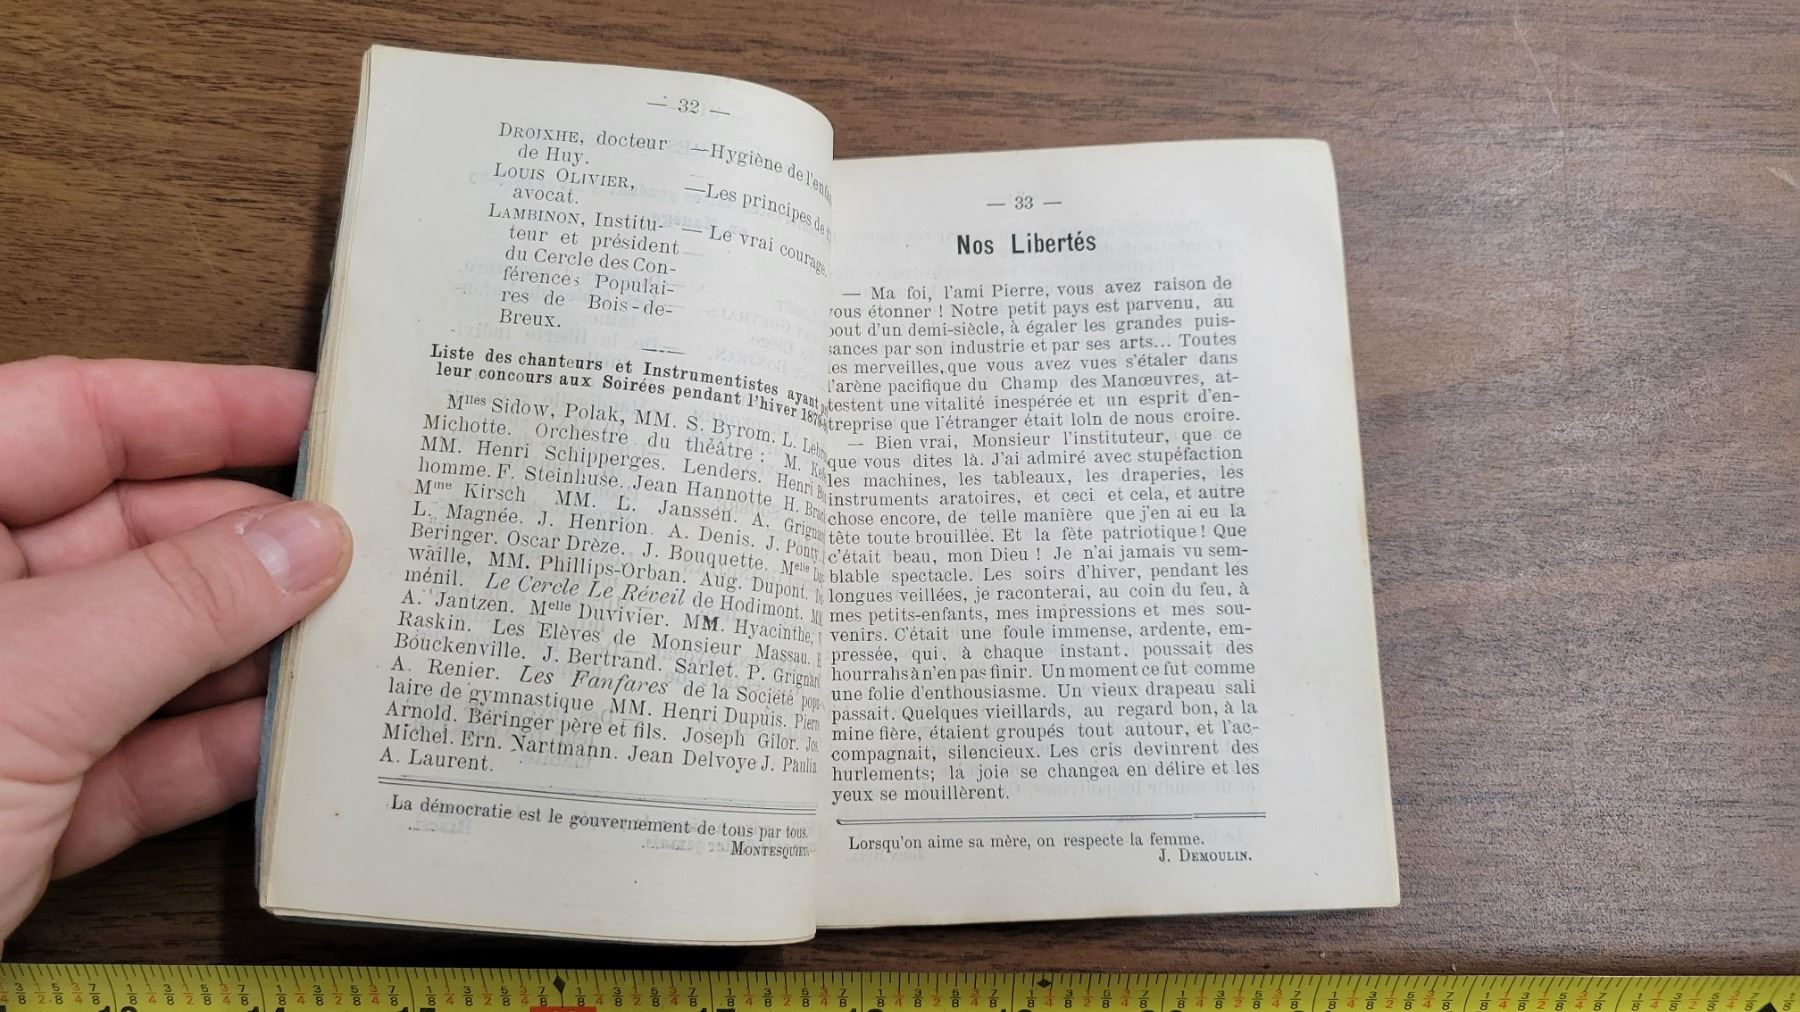 — 32 —
DROIXHE, docteur — Hygiène de
de Huy.
LOUIS OLIVIER, — Les principes de
avocat.
LAMBINON, Institu- — Le vrai courage.
teur et président
du Cercle des Con-
férences Populai-
res de Bois-de-
Breux.
Liste des chanteurs et Instrumentistes ayant
leur concours aux Soirées pendant l'hiver
Mlles Sidow, Polak, MM. S. Byrom. L.
Michotte. Orchestre du théâtre : M.
MM. Henri Schipperges. Lenders. Henri
homme. F. Steinhuse. Jean Hannotte H.
Mme Kirsch MM. L. Janssen. A.
L. Magnée. J. Henrion. A. Denis. J. Ponty.
Beringer. Oscar Drèze. J. Bouquette. Melle
waille, MM. Phillips-Orban. Aug. Dupont.
ménil. Le Cercle Le Réveil de Hodimont.
A. Jantzen. Melle Duvivier. MM. Hyacinthe,
Raskin. Les Elèves de Monsieur Massau.
Bouckenville. J. Bertrand. Sarlet. P. Grignard
A. Renier. Les Fanfares de la Société
laire de gymnastique MM. Henri Dupuis.
Arnold. Béringer père et fils. Joseph Gilor.
Michel. Ern. Nartmann. Jean Delvoye J.
A. Laurent.
La démocratie est le gouvernement de tous par tous.
MONTESQUIEU.
— 33 —
Nos Libertés
— Ma foi, l'ami Pierre, vous avez raison de
vous étonner ! Notre petit pays est parvenu, au
bout d'un demi-siècle, à égaler les grandes puis-
sances par son industrie et par ses arts... Toutes
les merveilles, que vous avez vues s'étaler dans
l'arène pacifique du Champ des Manœuvres, at-
testent une vitalité inespérée et un esprit d'en-
treprise que l'étranger était loln de nous croire.
— Bien vrai, Monsieur l'instituteur, que ce
que vous dites là. J'ai admiré avec stupéfaction
les machines, les tableaux, les draperies, les
instruments aratoires, et ceci et cela, et autre
chose encore, de telle manière que j'en ai eu la
tête toute brouillée. Et la fête patriotique ! Que
c'était beau, mon Dieu ! Je n'ai jamais vu sem-
blable spectacle. Les soirs d'hiver, pendant les
longues veillées, je raconterai, au coin du feu, à
mes petits-enfants, mes impressions et mes sou-
venirs. C'était une foule immense, ardente, em-
pressée, qui, à chaque instant. poussait des
hourrahs à n'en pas finir. Un moment ce fut comme
une folie d'enthousiasme. Un vieux drapeau sali
passait. Quelques vieillards, au regard bon, à la
mine fière, étaient groupés tout autour, et l'ac-
compagnait, silencieux. Les cris devinrent des
hurlements; la joie se changea en délire et les
yeux se mouillèrent.
Lorsqu'on aime sa mère, on respecte la femme.
J. DEMOULIN.